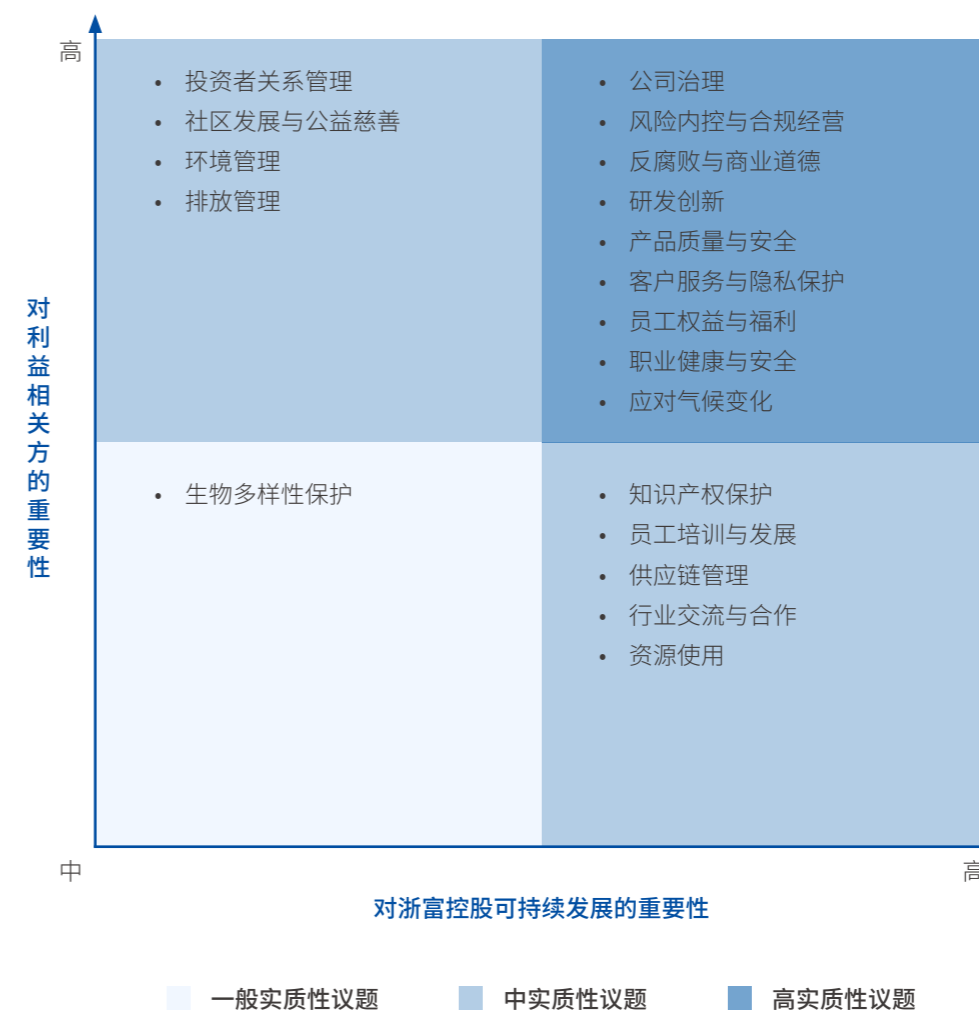 高
• 投资者关系管理
• 社区发展与公益慈善
• 环境管理
• 排放管理
• 公司治理
• 风险内控与合规经营
• 反腐败与商业道德
• 研发创新
• 产品质量与安全
• 客户服务与隐私保护
• 员工权益与福利
• 职业健康与安全
• 应对气候变化
对利益相关方的重要性
• 生物多样性保护
• 知识产权保护
• 员工培训与发展
• 供应链管理
• 行业交流与合作
• 资源使用
中
高
对浙富控股可持续发展的重要性
一般实质性议题
中实质性议题
高实质性议题